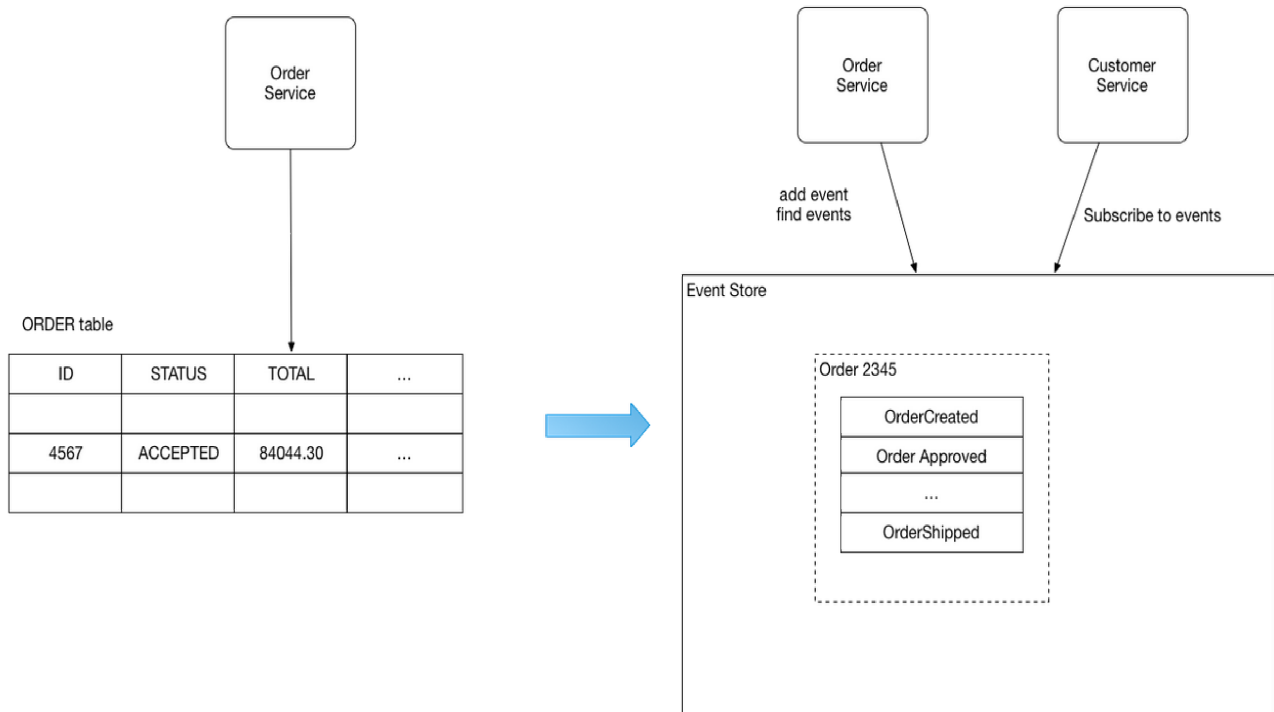 Order
Service
ORDER table
ID STATUS TOTAL ...
4567 ACCEPTED 84044.30 ...
Order
Service
Customer
Service
add event
find events
Subscribe to events
Event Store
Order 2345
OrderCreated
Order Approved
...
OrderShipped